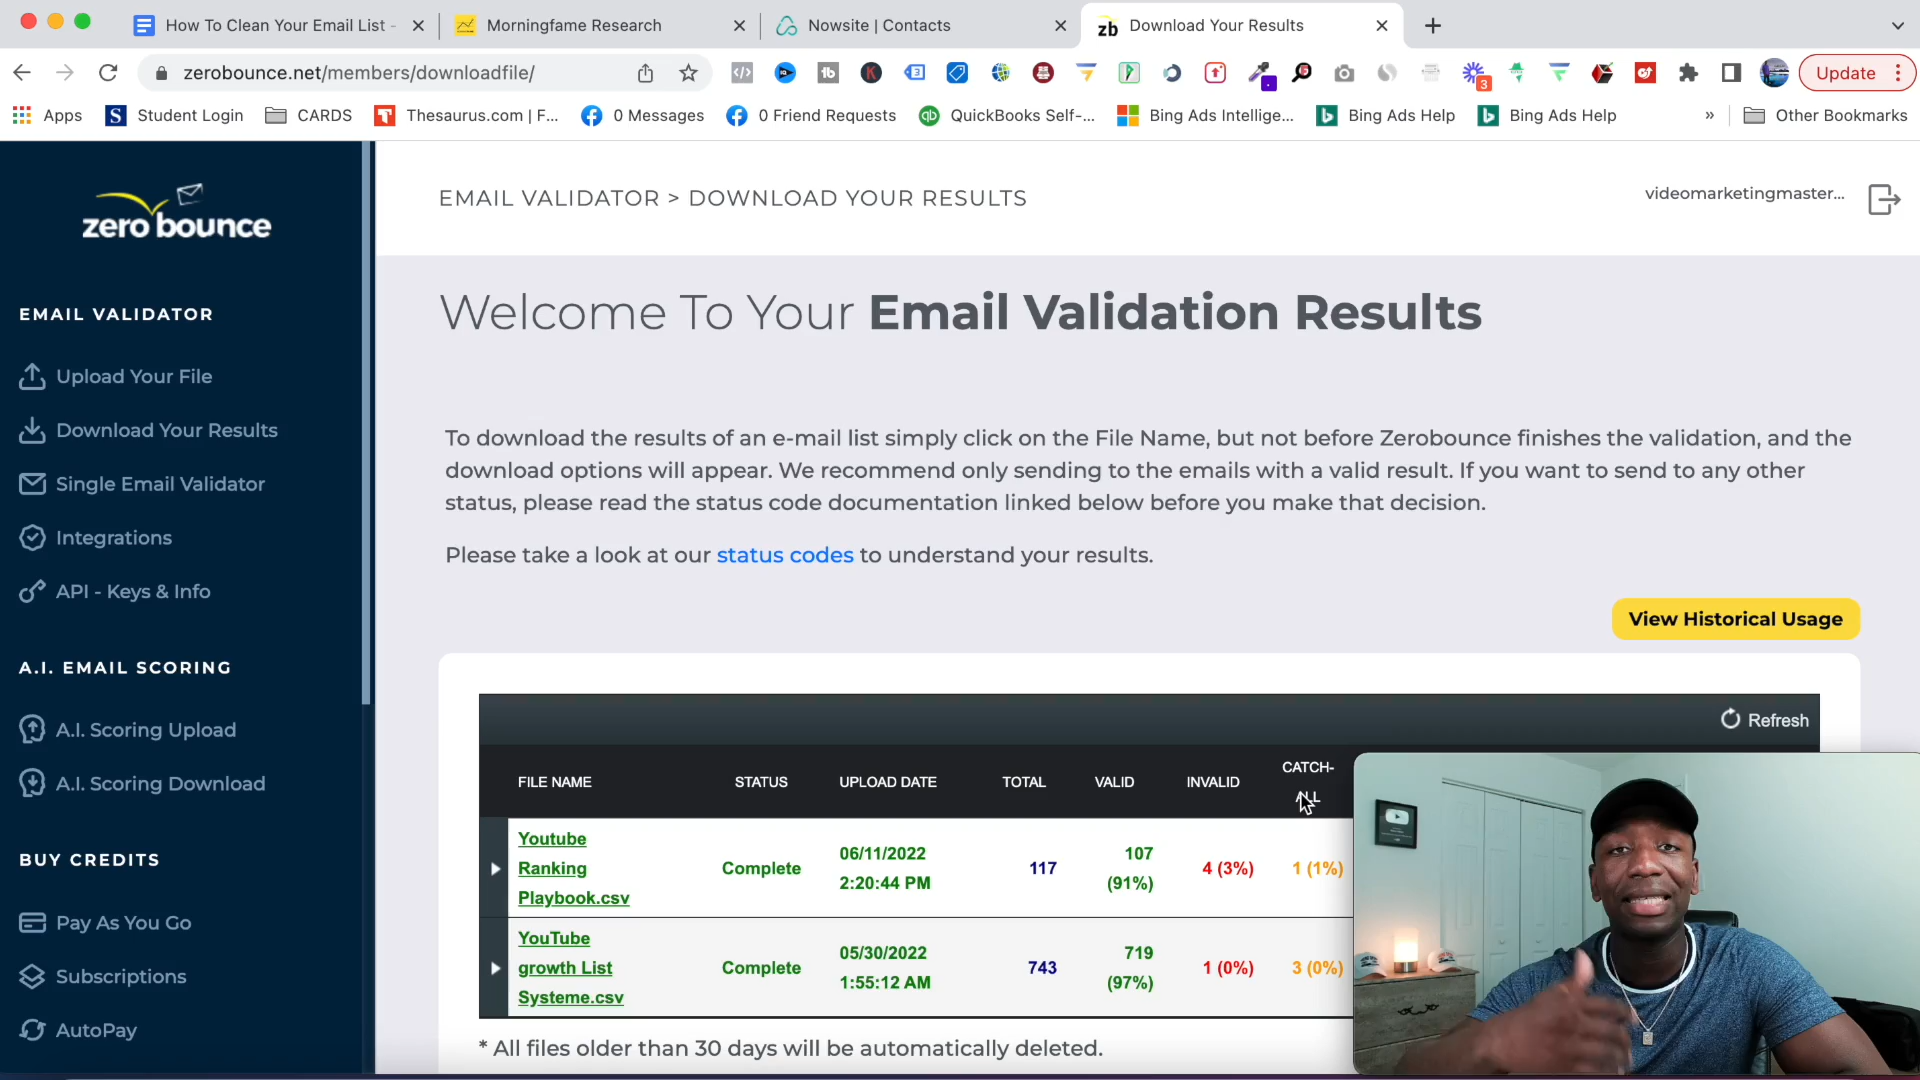 How To Clean Your Email List -
Morningfame Research
Nowsite | Contacts
zb
Download Your Results
zerobounce.net/members/downloadfile/
3
3
Update
Apps
S
Student Login
CARDS
T
Thesaurus.com | F...
0 Messages
0 Friend Requests
qb
QuickBooks Self-...
Bing Ads Intellige...
Bing Ads Help
Bing Ads Help
»
Other Bookmarks
zero bounce
EMAIL VALIDATOR > DOWNLOAD YOUR RESULTS
videomarketingmaster...
EMAIL VALIDATOR
Upload Your File
Download Your Results
Single Email Validator
Integrations
API - Keys & Info
A.I. EMAIL SCORING
A.I. Scoring Upload
A.I. Scoring Download
BUY CREDITS
Pay As You Go
Subscriptions
AutoPay
Welcome To Your Email Validation Results
To download the results of an e-mail list simply click on the File Name, but not before Zerobounce finishes the validation, and the
download options will appear. We recommend only sending to the emails with a valid result. If you want to send to any other
status, please read the status code documentation linked below before you make that decision.
Please take a look at our status codes to understand your results.
View Historical Usage
Refresh
FILE NAME STATUS UPLOAD DATE TOTAL VALID INVALID CATCH-
ALL
Youtube
Ranking
Playbook.csv
Complete
06/11/2022
2:20:44 PM
117
107
(91%)
4 (3%)
1 (1%)
YouTube
growth List
Systeme.csv
Complete
05/30/2022
1:55:12 AM
743
719
(97%)
1 (0%)
3 (0%)
* All files older than 30 days will be automatically deleted.